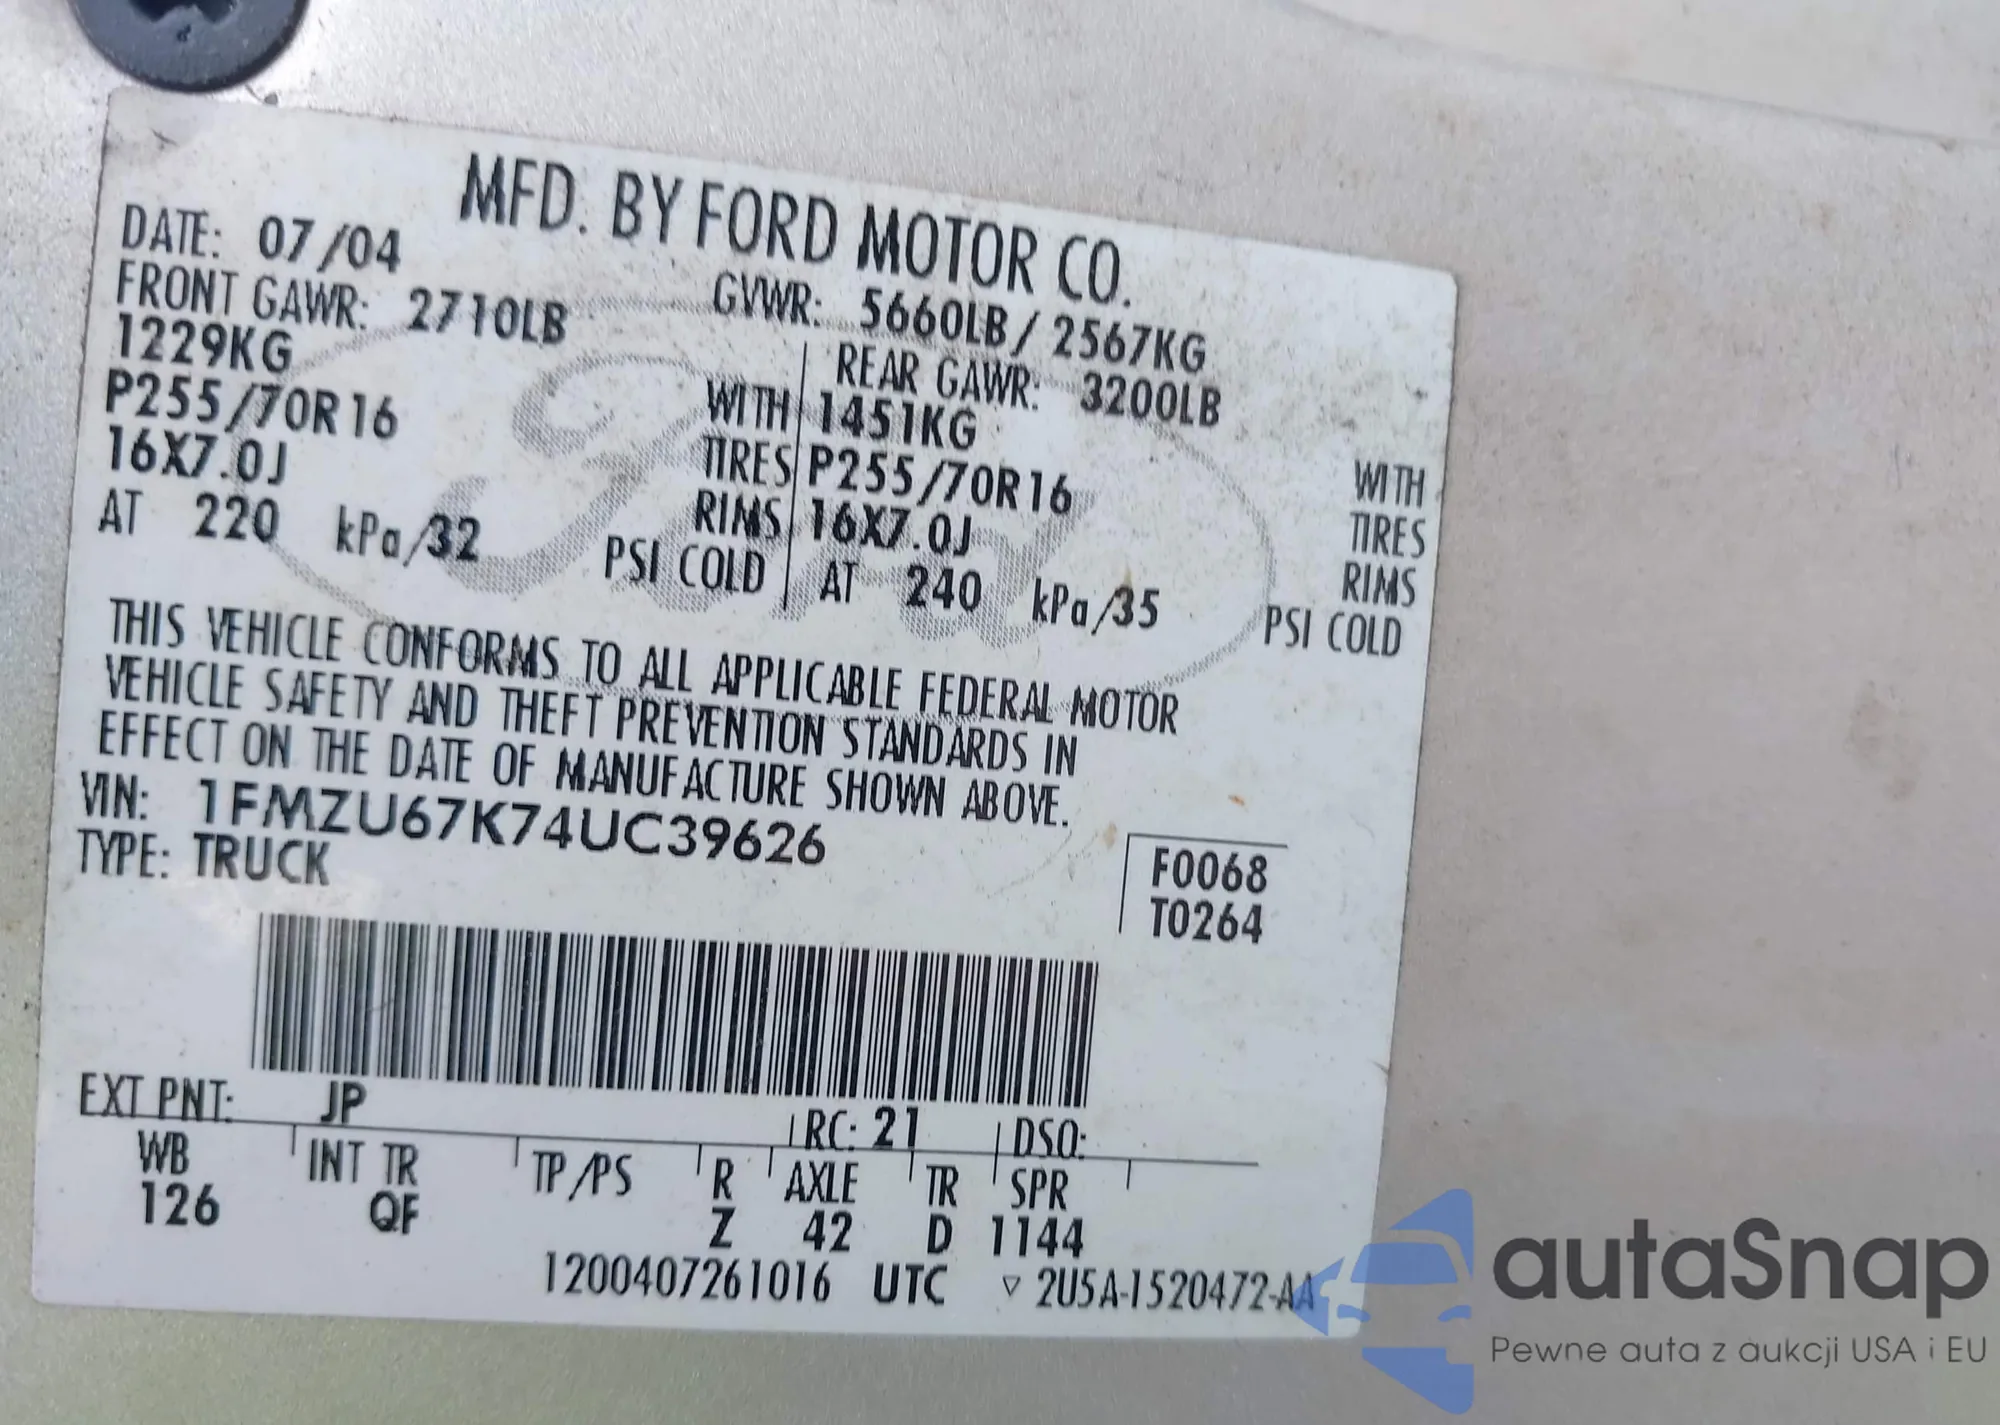 MFD. BY FORD MOTOR CO.
DATE: 07/04 GVWR: 5660LB/ 2567KG
FRONT GAWR: 2710LB REAR GAWR: 3200LB
1229KG WITH 1451KG WITH
P255/70R16 TIRES P255/70R16 TIRES
16X7.0J RIMS 16X7.0J RIMS
AT 220 kPa/32 PSI COLD AT 240 kPa/35 PSI COLD
THIS VEHICLE CONFORMS TO ALL APPLICABLE FEDERAL MOTOR
VEHICLE SAFETY AND THEFT PREVENTION STANDARDS IN
EFFECT ON THE DATE OF MANUFACTURE SHOWN ABOVE.
VIN: 1FMZU67K74UC39626
TYPE: TRUCK
F0068
T0264
EXT PNT: JP RC: 21 DSO:
WB INT TR TP/PS R AXLE TR SPR
126 QF Z 42 D 1144
1200407261016 UTC ▽ 2U5A-1520472-AA
Ford
autaSnap
Pewne auta z aukcji USA i EU